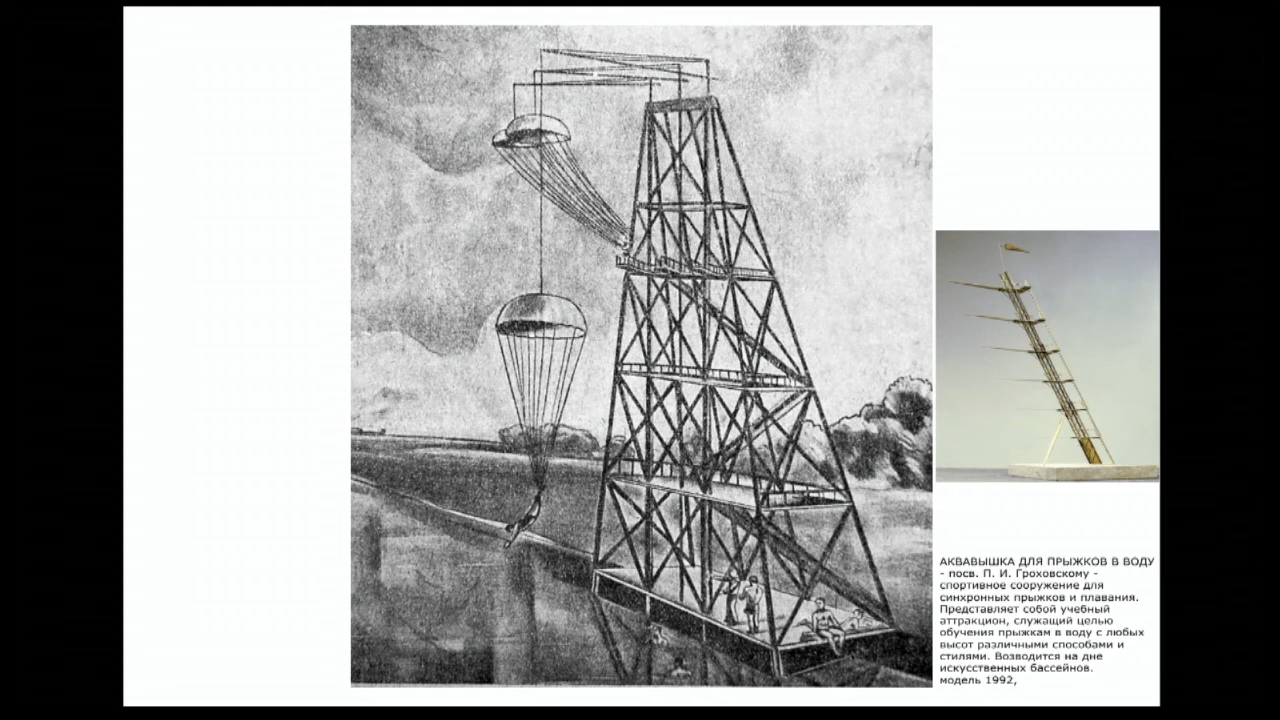 АКВАВЫШКА ДЛЯ ПРЫЖКОВ В ВОДУ
- посв. П. И. Гроховскому -
спортивное сооружение для
синхронных прыжков и плавания.
Представляет собой учебный
аттракцион, служащий целью
обучения прыжкам в воду с любых
высот различными способами и
стилями. Возводится на дне
искусственных бассейнов.
модель 1992,